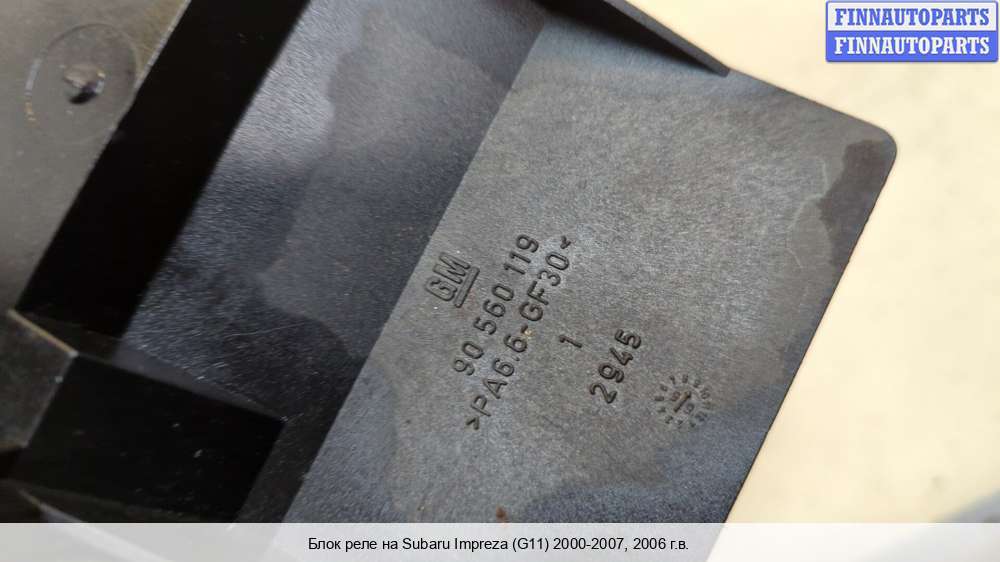 FINNAUTOPARTS
FINNAUTOPARTS
GM
90 560 119
>PA6.6-GF30<
1
2945
Блок реле на Subaru Impreza (G11) 2000-2007, 2006 г.в.